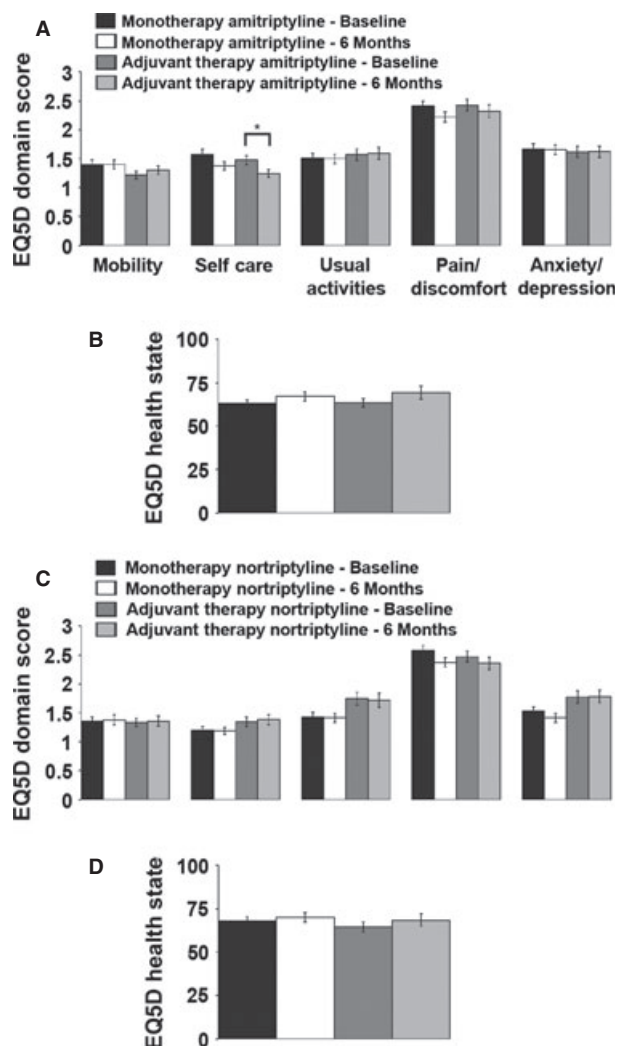 A
Monotherapy amitriptyline - Baseline
Monotherapy amitriptyline - 6 Months
Adjuvant therapy amitriptyline - Baseline
Adjuvant therapy amitriptyline - 6 Months
EQ5D domain score
3
2.5
2
1.5
1
0.5
0
*
Mobility
Self care
Usual activities
Pain/ discomfort
Anxiety/ depression
B
EQ5D health state
100
75
50
25
0
C
Monotherapy nortriptyline - Baseline
Monotherapy nortriptyline - 6 Months
Adjuvant therapy nortriptyline - Baseline
Adjuvant therapy nortriptyline - 6 Months
EQ5D domain score
3
2.5
2
1.5
1
0.5
0
D
EQ5D health state
100
75
50
25
0